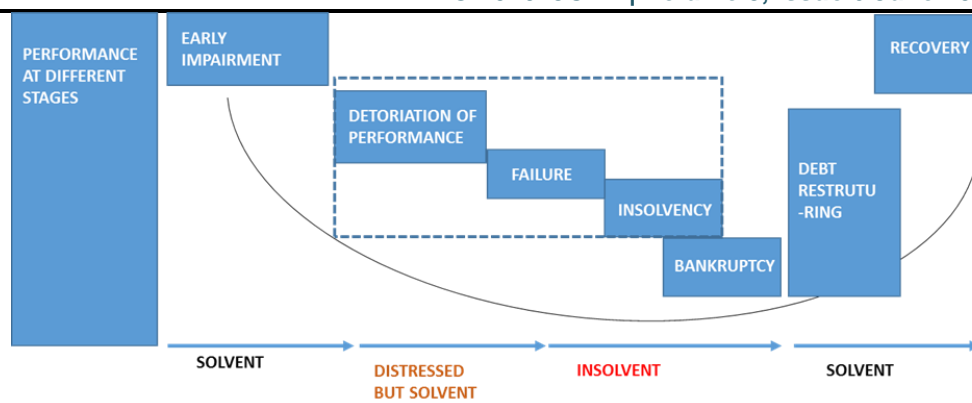 PERFORMANCE
AT DIFFERENT
STAGES
EARLY
IMPAIRMENT
DETORIATION OF
PERFORMANCE
FAILURE
INSOLVENCY
BANKRUPTCY
DEBT
RESTRUTU
-RING
RECOVERY
SOLVENT
DISTRESSED
BUT SOLVENT
INSOLVENT
SOLVENT